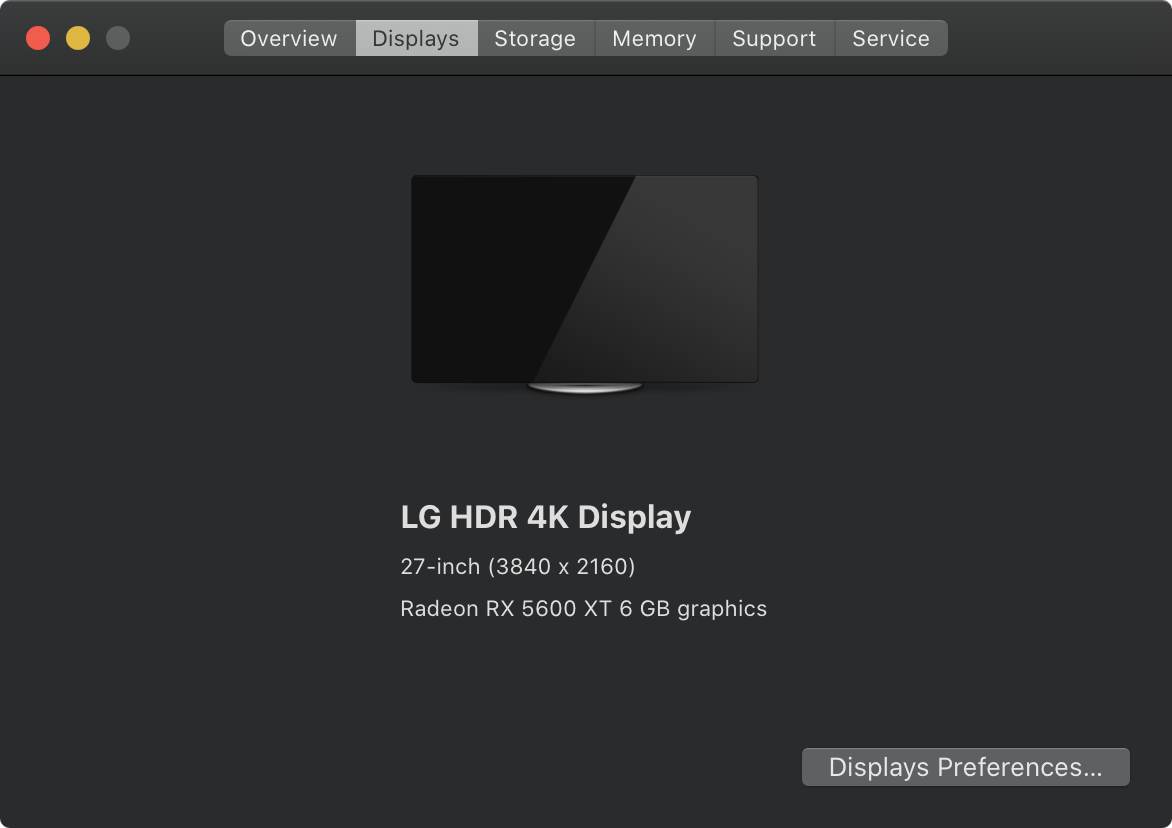 Overview Displays Storage Memory Support Service
LG HDR 4K Display
27-inch (3840 x 2160)
Radeon RX 5600 XT 6 GB graphics
Displays Preferences...